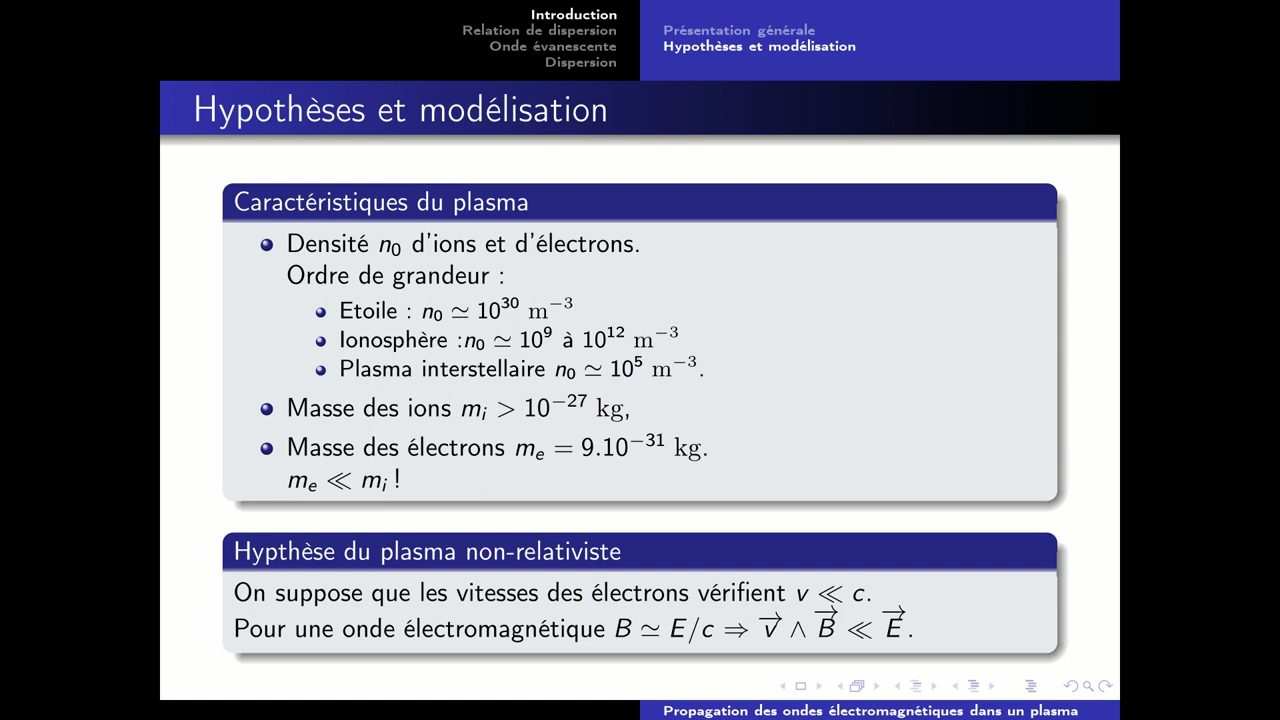 Introduction
Relation de dispersion
Onde évanescente
Dispersion
Présentation générale
Hypothèses et modélisation
Hypothèses et modélisation
Caractéristiques du plasma
Densité n₀ d'ions et d'électrons.
Ordre de grandeur :
Etoile : n₀ ≃ 10³⁰ m⁻³
Ionosphère :n₀ ≃ 10⁹ à 10¹² m⁻³
Plasma interstellaire n₀ ≃ 10⁵ m⁻³.
Masse des ions mᵢ > 10⁻²⁷ kg,
Masse des électrons mₑ = 9.10⁻³¹ kg.
mₑ ≪ mᵢ !
Hypthèse du plasma non-relativiste
On suppose que les vitesses des électrons vérifient v ≪ c.
Pour une onde électromagnétique B ≃ E/c ⇒ v⃗ ∧ B⃗ ≪ E⃗.
Propagation des ondes électromagnétiques dans un plasma